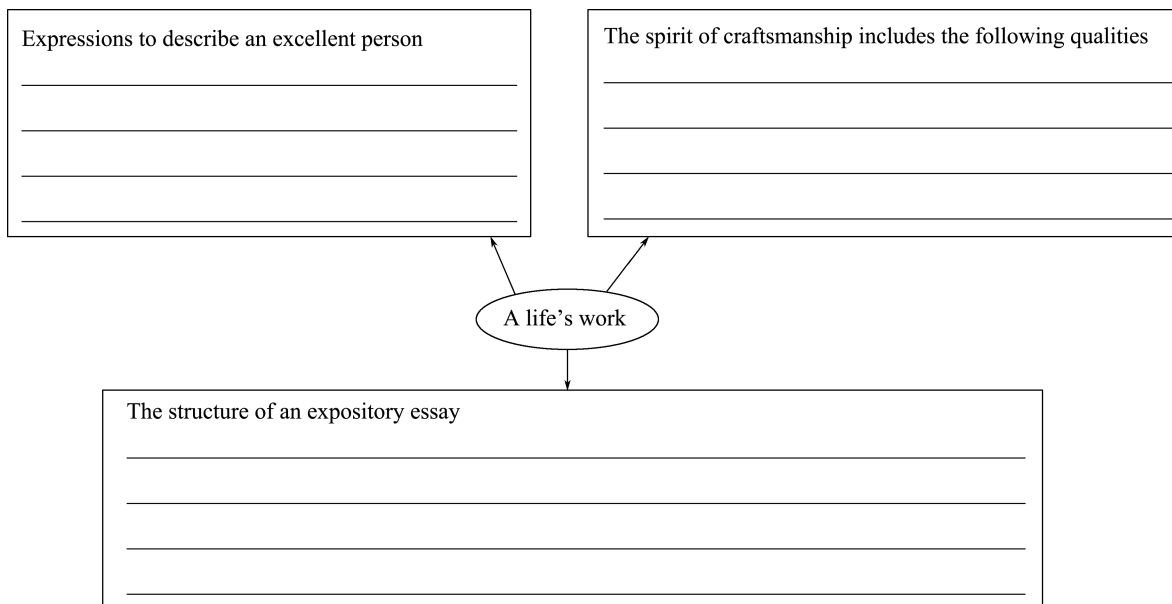 Expressions to describe an excellent person
The spirit of craftsmanship includes the following qualities
A life's work
The structure of an expository essay